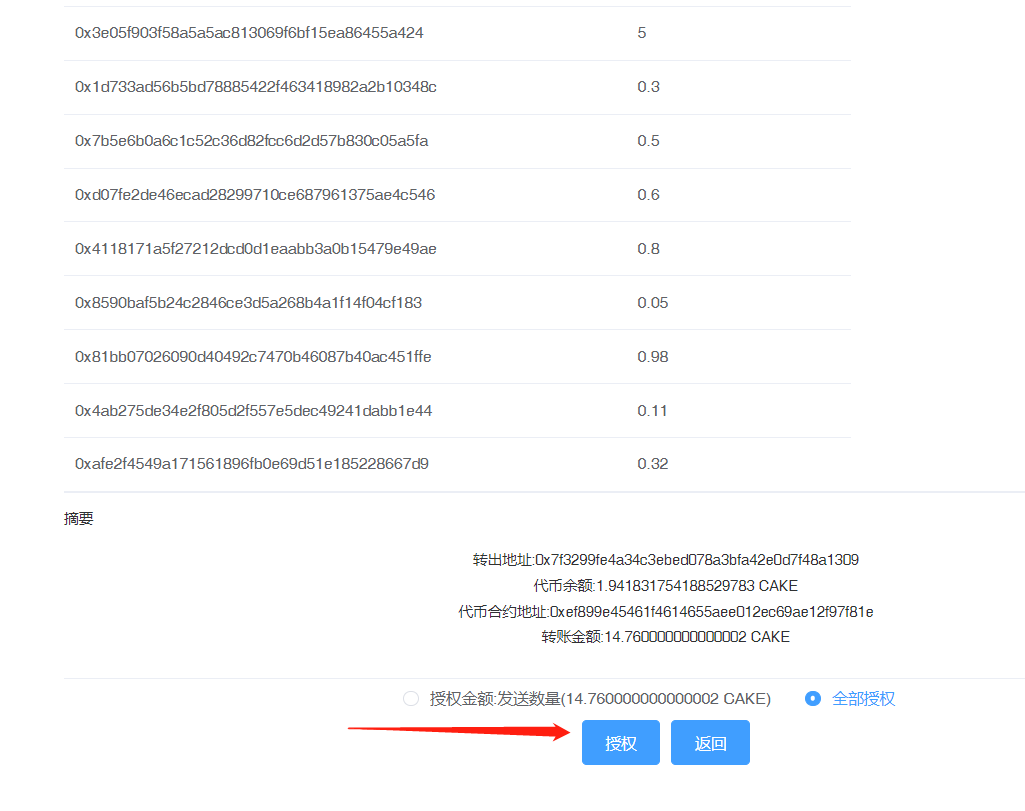 0x3e05f903f58a5a5ac813069f6bf15ea86455a424 5
0x1d733ad56b5bd78885422f463418982a2b10348c 0.3
0x7b5e6b0a6c1c52c36d82fcc6d2d57b830c05a5fa 0.5
0xd07fe2de46ecad28299710ce687961375ae4c546 0.6
0x4118171a5f27212dcd0d1eaabb3a0b15479e49ae 0.8
0x8590baf5b24c2846ce3d5a268b4a1f14f04cf183 0.05
0x81bb07026090d40492c7470b46087b40ac451ffe 0.98
0x4ab275de34e2f805d2f557e5dec49241dabb1e44 0.11
0xafe2f4549a171561896fb0e69d51e185228667d9 0.32
摘要
转出地址:0x7f3299fe4a34c3ebed078a3bfa42e0d7f48a1309
代币余额:1.941831754188529783 CAKE
代币合约地址:0xef899e45461f4614655aee012ec69ae12f97f81e
转账金额:14.760000000000002 CAKE
授权金额:发送数量(14.760000000000002 CAKE) 全部授权
授权 返回